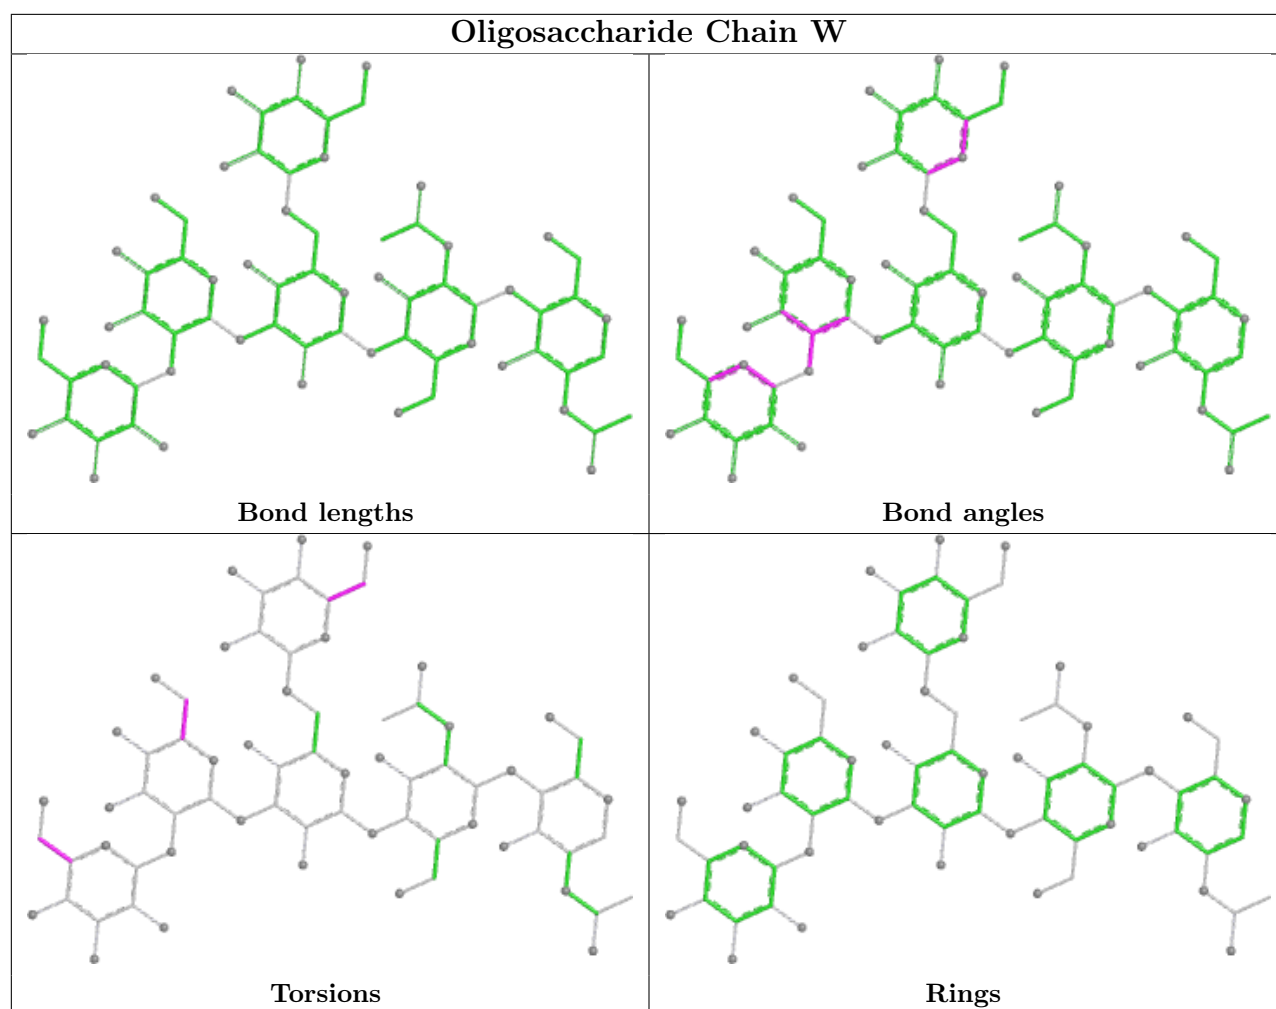 Oligosaccharide Chain W
Bond lengths
Bond angles
Torsions
Rings